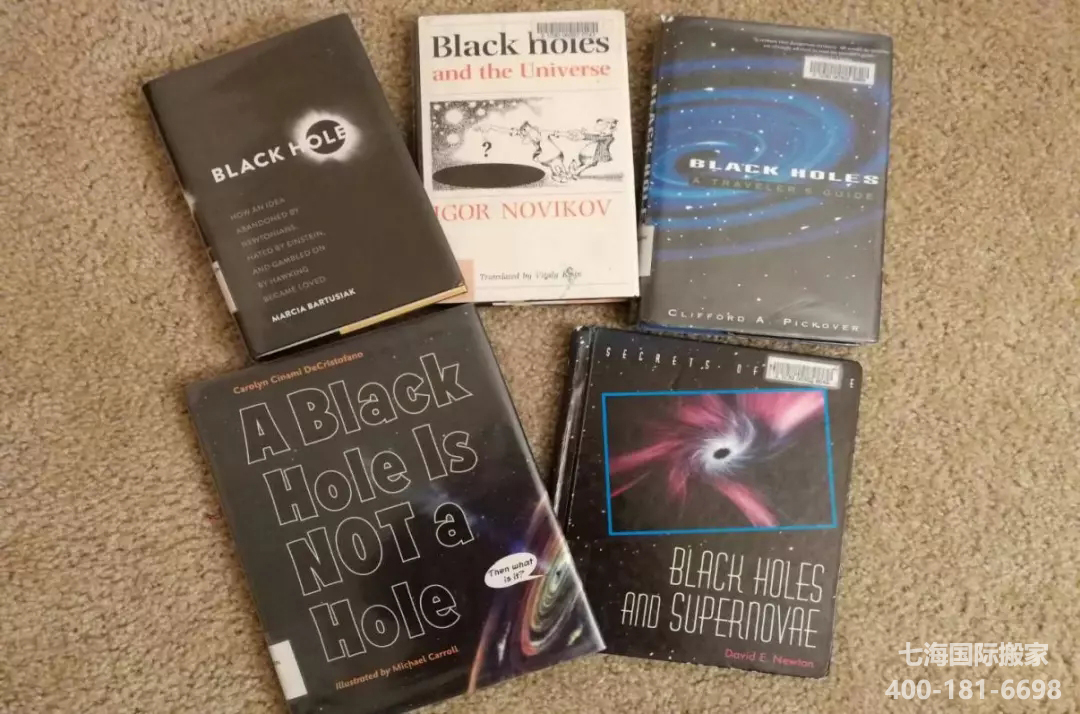 BLACK HOLE
HOW AN IDEA
ABANDONED BY
NEWTONIANS,
HATED BY EINSTEIN,
AND GAMBLED ON
BY HAWKING
BECAME LOVED
MARCIA BARTUSIAK
Black holes
and the Universe
?
IGOR NOVIKOV
Translated by
BLACK HOLES
A TRAVELER'S GUIDE
CLIFFORD A. PICKOVER
Carolyn Cinami DeCristofano
A Black
Hole Is
NOT a
Hole
Then what
is it?
Illustrated by Michael Carroll
SECRETS OF
BLACK HOLES
AND SUPERNOVAE
David E. Newton
七海国际搬家
400-181-6698